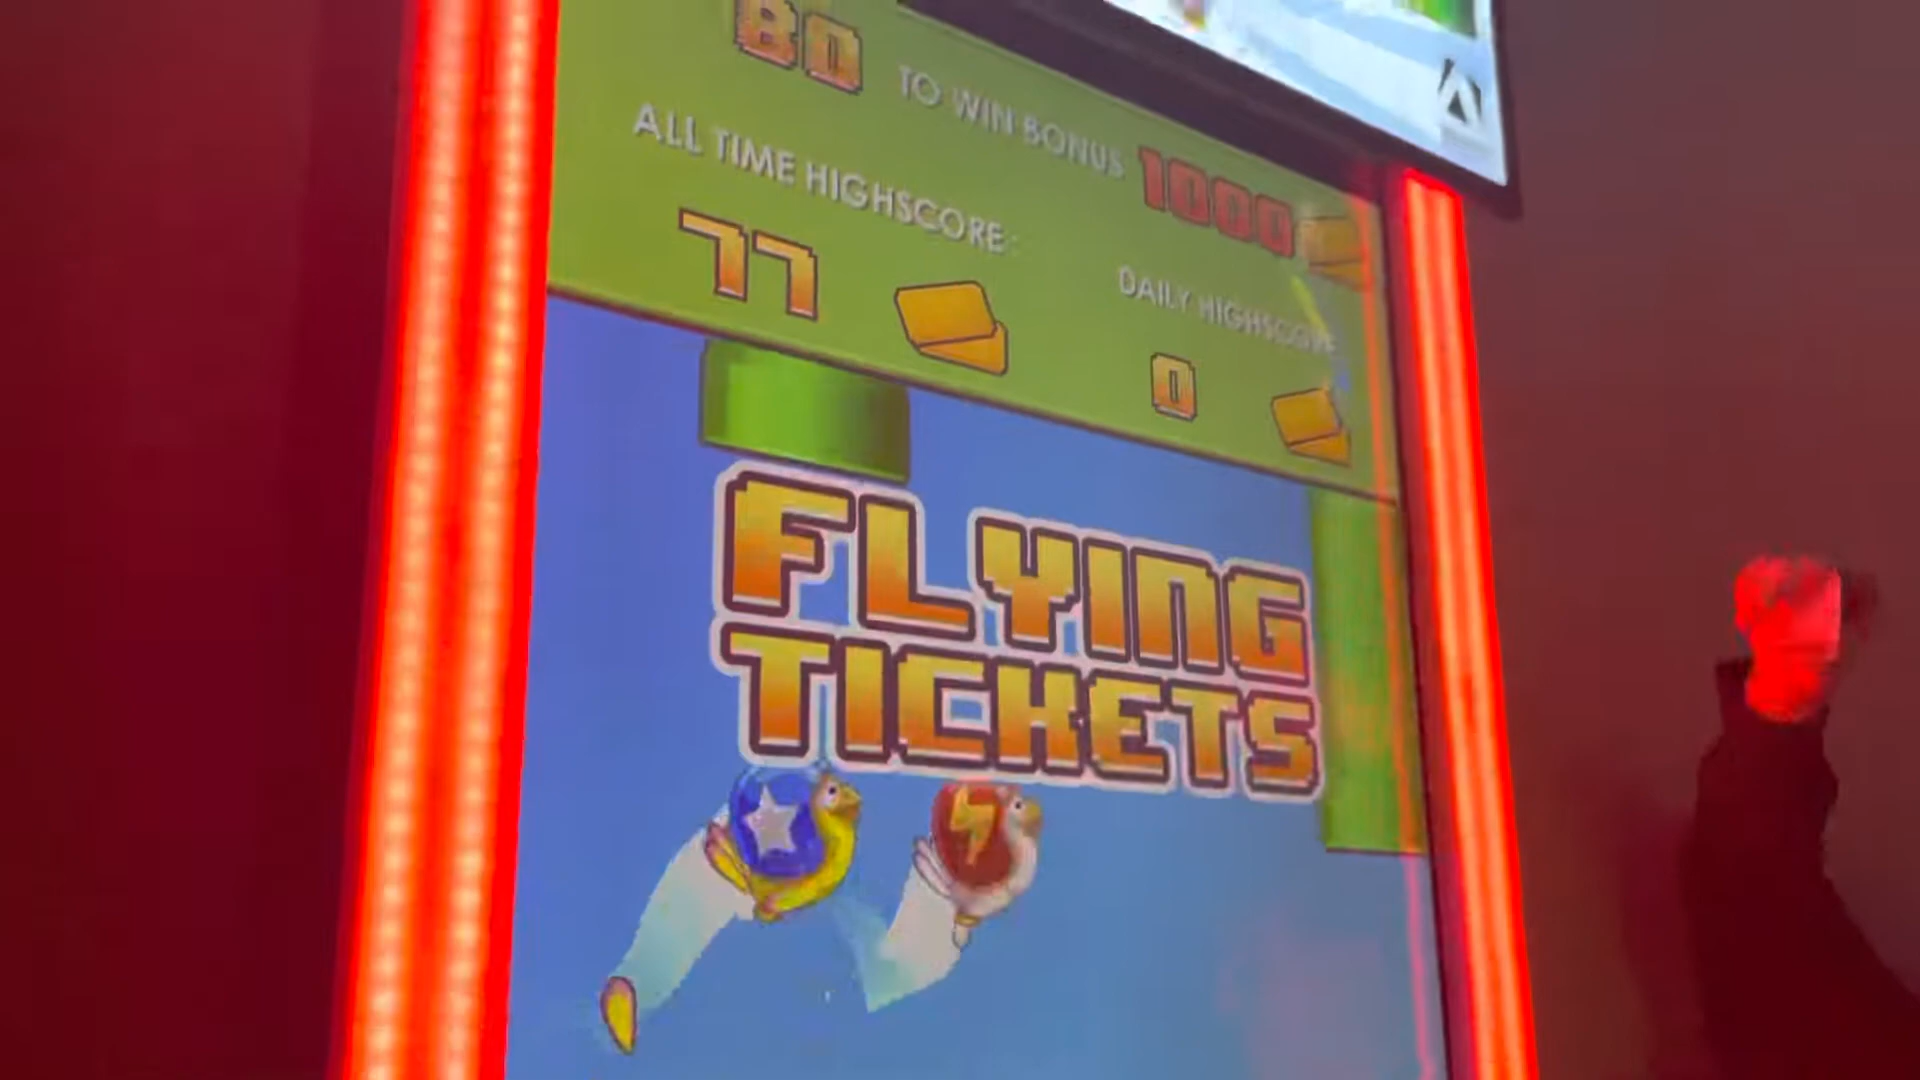 80 TO WIN BONUS 1000
ALL TIME HIGHSCORE:
77
DAILY HIGHSCORE
0
FLYING
TICKETS